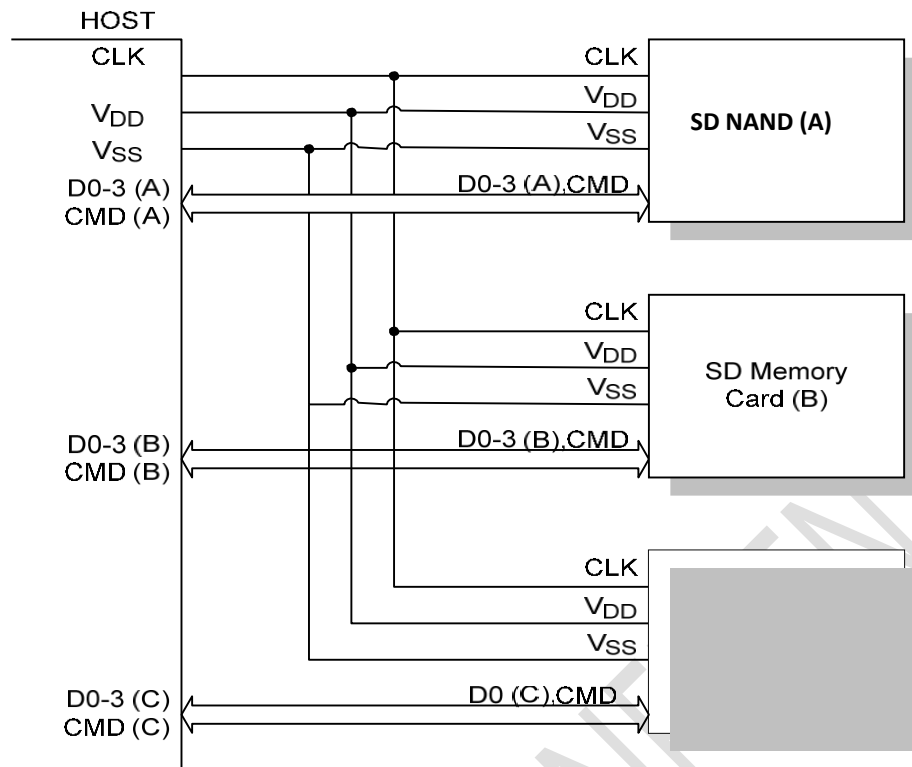 HOST
CLK
VDD
VSS
D0-3 (A)
CMD (A)
CLK
VDD
VSS
D0-3 (A),CMD
SD NAND (A)
CLK
VDD
VSS
D0-3 (B),CMD
SD Memory
Card (B)
D0-3 (B)
CMD (B)
CLK
VDD
VSS
D0 (C),CMD
D0-3 (C)
CMD (C)